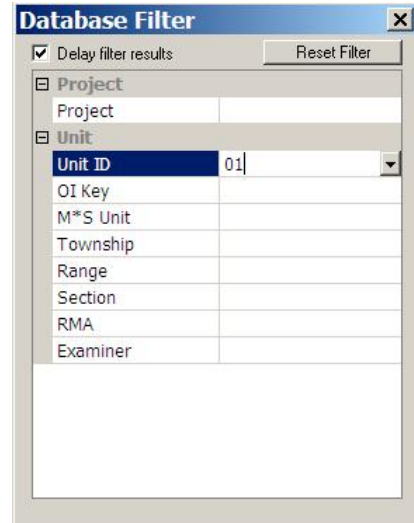 Database Filter
Delay filter results Reset Filter
Project
Project
Unit
Unit ID 01
OI Key
M*S Unit
Township
Range
Section
RMA
Examiner